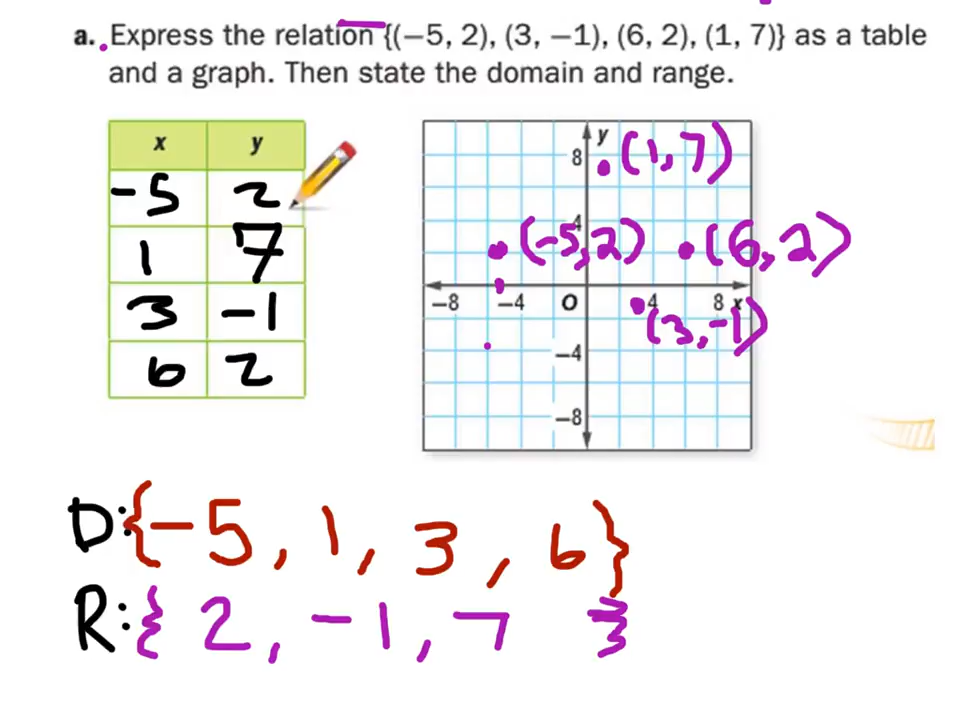 a. Express the relation {(−5, 2), (3, −1), (6, 2), (1, 7)} as a table
and a graph. Then state the domain and range.
x y
-5 2
1 7
3 -1
6 2
y
8 (1, 7)
4
(-5, 2) (6, 2)
−8 −4 O 4 8 x
(3, -1)
−4
−8
D: {-5, 1, 3, 6}
R: {2, -1, 7 }